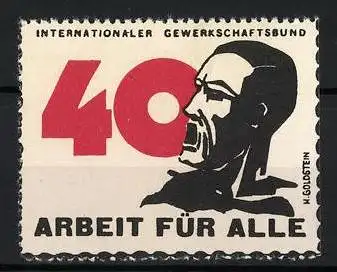 INTERNATIONALER GEWERKSCHAFTSBUND
40
W. GOLDSTEIN
ARBEIT FÜR ALLE